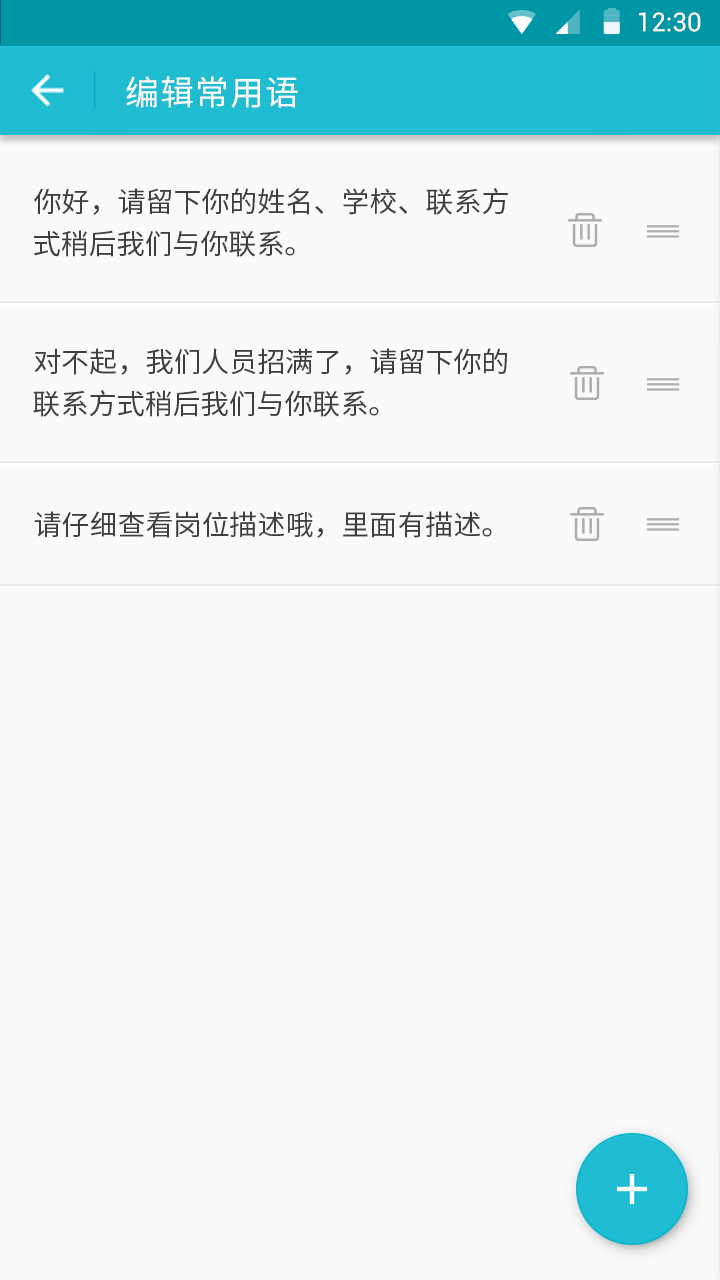 12:30
编辑常用语
你好，请留下你的姓名、学校、联系方
式稍后我们与你联系。
对不起，我们人员招满了，请留下你的
联系方式稍后我们与你联系。
请仔细查看岗位描述哦，里面有描述。